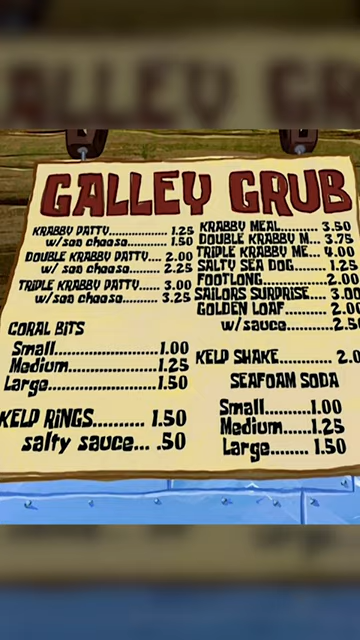 GALLEY GRUB
KRABBY PATTY............ 1.25
w/sea cheese............ 1.50
DOUBLE KRABBY PATTY.... 2.00
w/ sea cheese............ 2.25
TRIPLE KRABBY PATTY..... 3.00
w/sea cheese............ 3.25
CORAL BITS
Small.......................1.00
Medium...................1.25
Large.......................1.50
KELP RINGS.......... 1.50
salty sauce... .50
KRABBY MEAL......... 3.50
DOUBLE KRABBY M... 3.75
TRIPLE KRABBY ME... 4.00
SALTY SEA DOG......... 1.25
FOOTLONG................2.00
SAILORS SURPRISE.... 3.00
GOLDEN LOAF......... 2.00
w/sauce...........2.50
KELP SHAKE............ 2.0
SEAFOAM SODA
Small.......1.00
Medium......1.25
Large........ 1.50